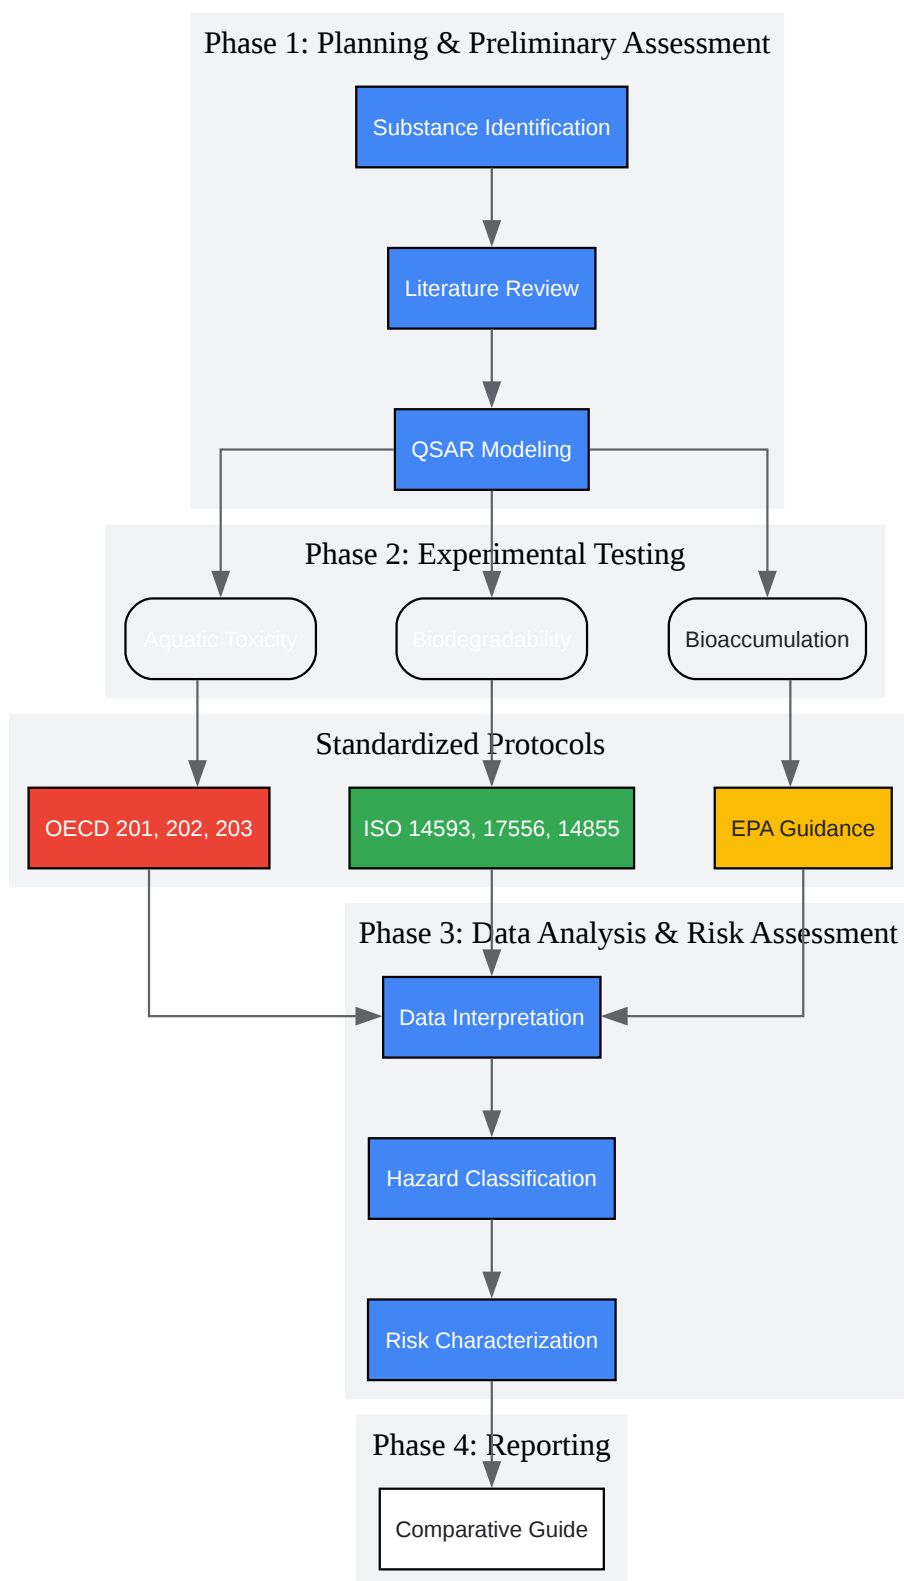 Phase 1: Planning & Preliminary Assessment
Substance Identification
Literature Review
QSAR Modeling
Phase 2: Experimental Testing
Aquatic Toxicity
Biodegradability
Bioaccumulation
Standardized Protocols
OECD 201, 202, 203
ISO 14593, 17556, 14855
EPA Guidance
Phase 3: Data Analysis & Risk Assessment
Data Interpretation
Hazard Classification
Risk Characterization
Phase 4: Reporting
Comparative Guide